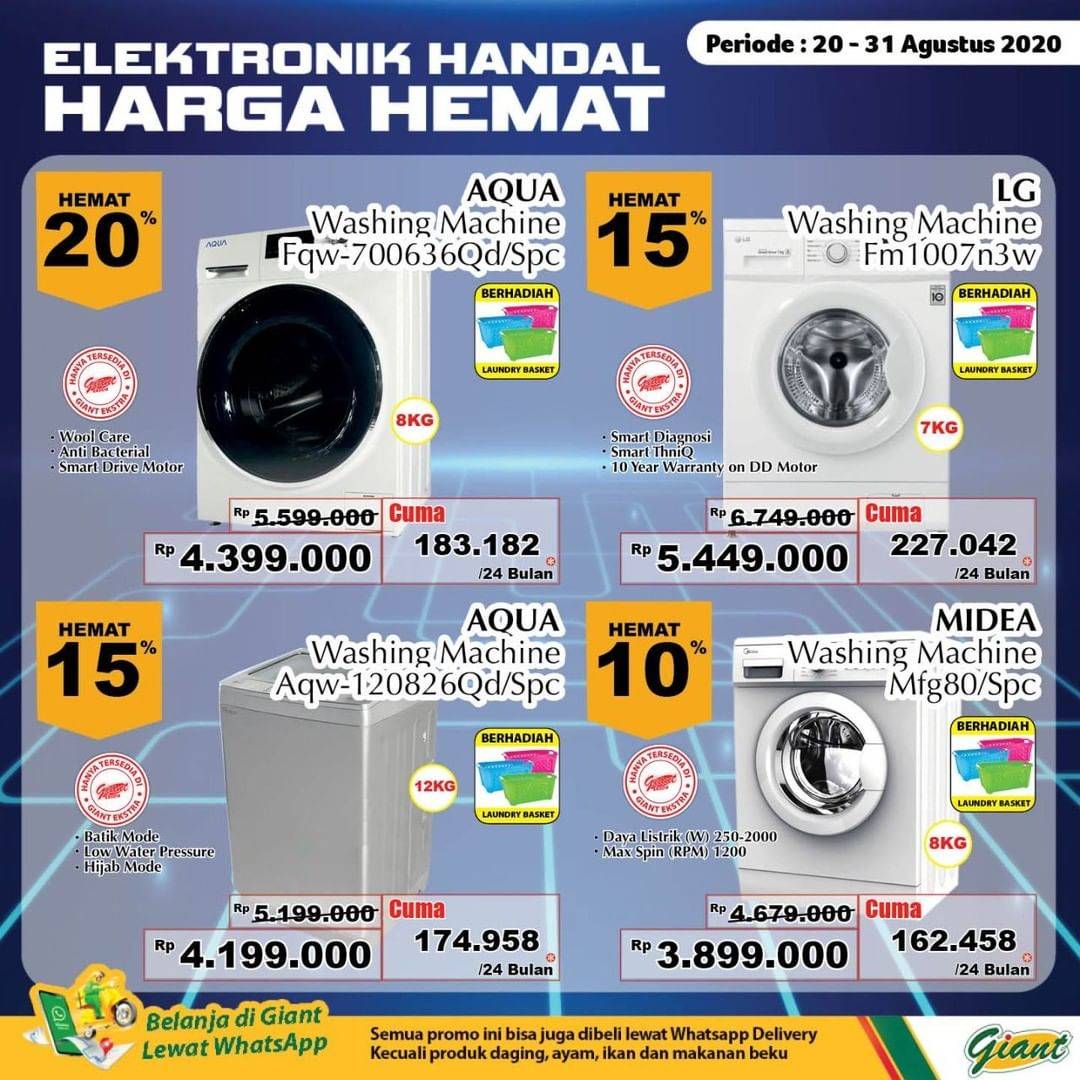 ELEKTRONIK HANDAL
HARGA HEMAT
Periode : 20 - 31 Agustus 2020
HEMAT
20%
AQUA
Washing Machine
Fqw-700636Qd/Spc
AQUA
BERHADIAH
LAUNDRY BASKET
HANYA TERSEDIA DI
Giant
GIANT EKSTRA
8KG
• Wool Care
• Anti Bacterial
• Smart Drive Motor
Rp 5.599.000
Rp 4.399.000
Cuma
183.182*
/24 Bulan
HEMAT
15%
LG
Washing Machine
Fm1007n3w
LG
10
BERHADIAH
LAUNDRY BASKET
HANYA TERSEDIA DI
Giant
GIANT EKSTRA
7KG
• Smart Diagnosi
• Smart ThniQ
• 10 Year Warranty on DD Motor
Rp 6.749.000
Rp 5.449.000
Cuma
227.042*
/24 Bulan
HEMAT
15%
AQUA
Washing Machine
Aqw-120826Qd/Spc
BERHADIAH
LAUNDRY BASKET
HANYA TERSEDIA DI
Giant
GIANT EKSTRA
12KG
• Batik Mode
• Low Water Pressure
• Hijab Mode
Rp 5.199.000
Rp 4.199.000
Cuma
174.958*
/24 Bulan
HEMAT
10%
MIDEA
Washing Machine
Mfg80/Spc
BERHADIAH
LAUNDRY BASKET
HANYA TERSEDIA DI
Giant
GIANT EKSTRA
8KG
• Daya Listrik (W) 250-2000
• Max Spin (RPM) 1200
Rp 4.679.000
Rp 3.899.000
Cuma
162.458*
/24 Bulan
Belanja di Giant
Lewat WhatsApp
Semua promo ini bisa juga dibeli lewat Whatsapp Delivery
Kecuali produk daging, ayam, ikan dan makanan beku
Giant